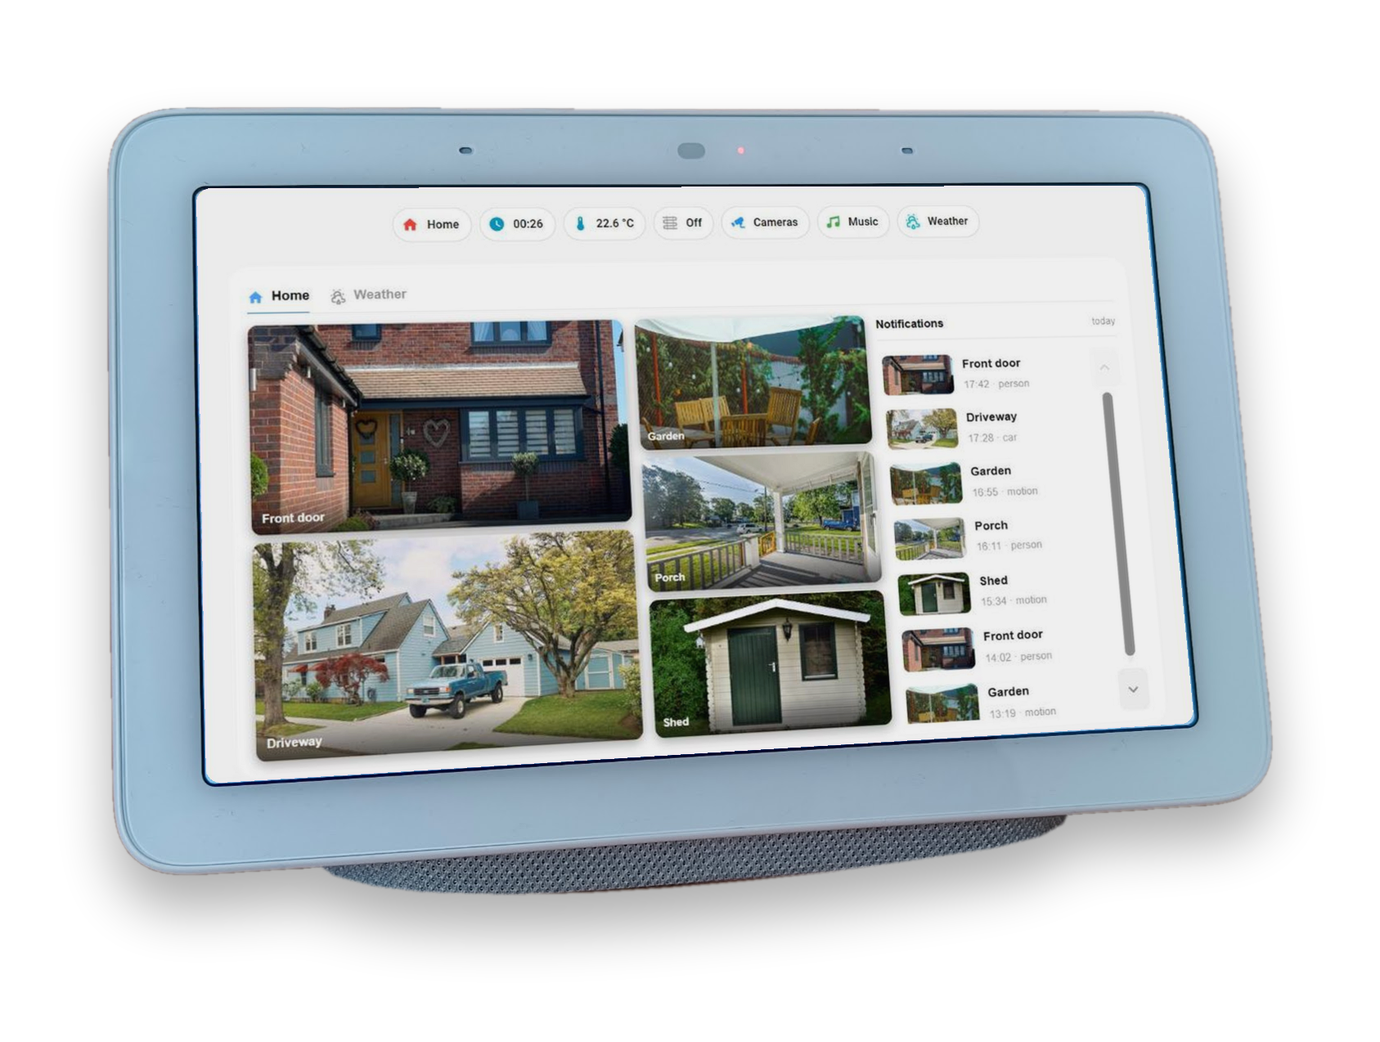 Home
00:26
22.6 °C
Off
Cameras
Music
Weather
Home
Weather
Front door
Driveway
Garden
Porch
Shed
Notifications
today
Front door
17:42 · person
Driveway
17:28 · car
Garden
16:55 · motion
Porch
16:11 · person
Shed
15:34 · motion
Front door
14:02 · person
Garden
13:19 · motion